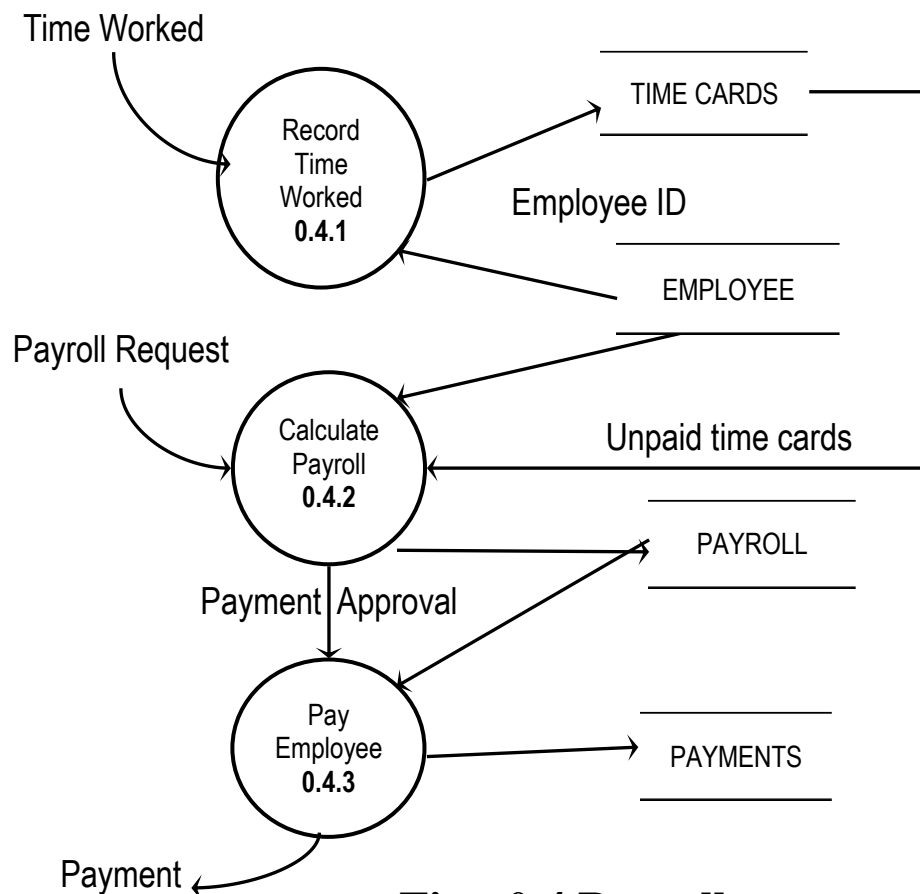 Time Worked
TIME CARDS
Record
Time
Worked
0.4.1
Employee ID
EMPLOYEE
Payroll Request
Calculate
Payroll
0.4.2
Unpaid time cards
PAYROLL
Payment Approval
Pay
Employee
0.4.3
PAYMENTS
Payment